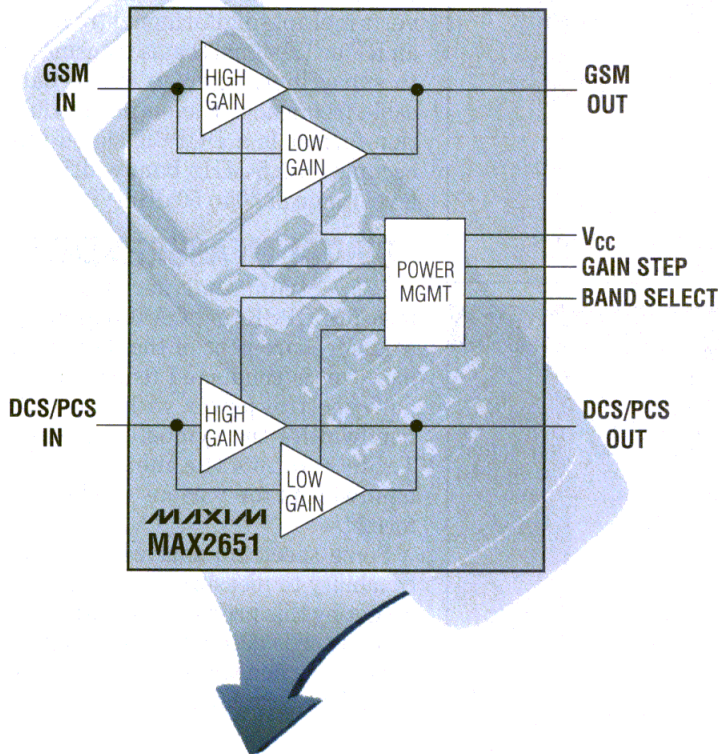 GSM
IN
HIGH
GAIN
LOW
GAIN
GSM
OUT
POWER
MGMT
VCC
GAIN STEP
BAND SELECT
DCS/PCS
IN
HIGH
GAIN
LOW
GAIN
DCS/PCS
OUT
MAXIM
MAX2651